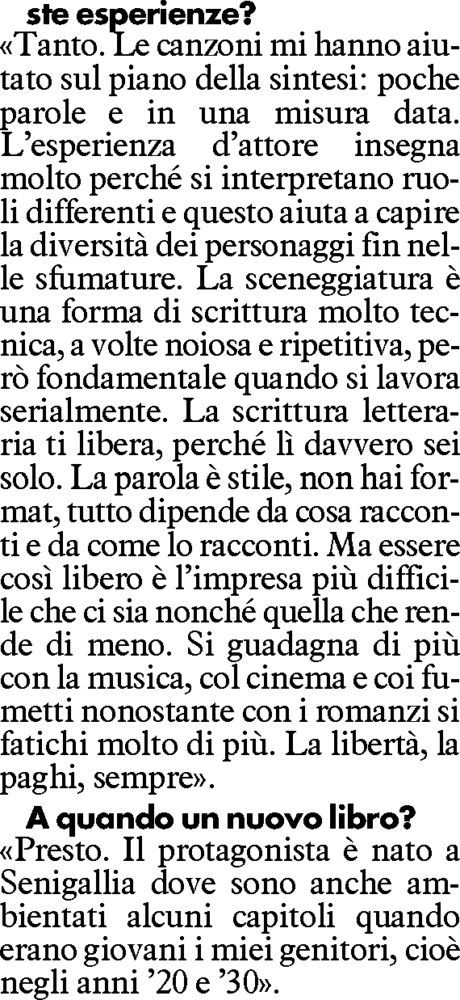 ste esperienze?
«Tanto. Le canzoni mi hanno aiu-
tato sul piano della sintesi: poche
parole e in una misura data.
L'esperienza d'attore insegna
molto perché si interpretano ruo-
li differenti e questo aiuta a capire
la diversità dei personaggi fin nel-
le sfumature. La sceneggiatura è
una forma di scrittura molto tec-
nica, a volte noiosa e ripetitiva, pe-
rò fondamentale quando si lavora
serialmente. La scrittura lettera-
ria ti libera, perché lì davvero sei
solo. La parola è stile, non hai for-
mat, tutto dipende da cosa raccon-
ti e da come lo racconti. Ma essere
così libero è l'impresa più diffici-
le che ci sia nonché quella che ren-
de di meno. Si guadagna di più
con la musica, col cinema e coi fu-
metti nonostante con i romanzi si
fatichi molto di più. La libertà, la
paghi, sempre».
A quando un nuovo libro?
«Presto. Il protagonista è nato a
Senigallia dove sono anche am-
bientati alcuni capitoli quando
erano giovani i miei genitori, cioè
negli anni '20 e '30».